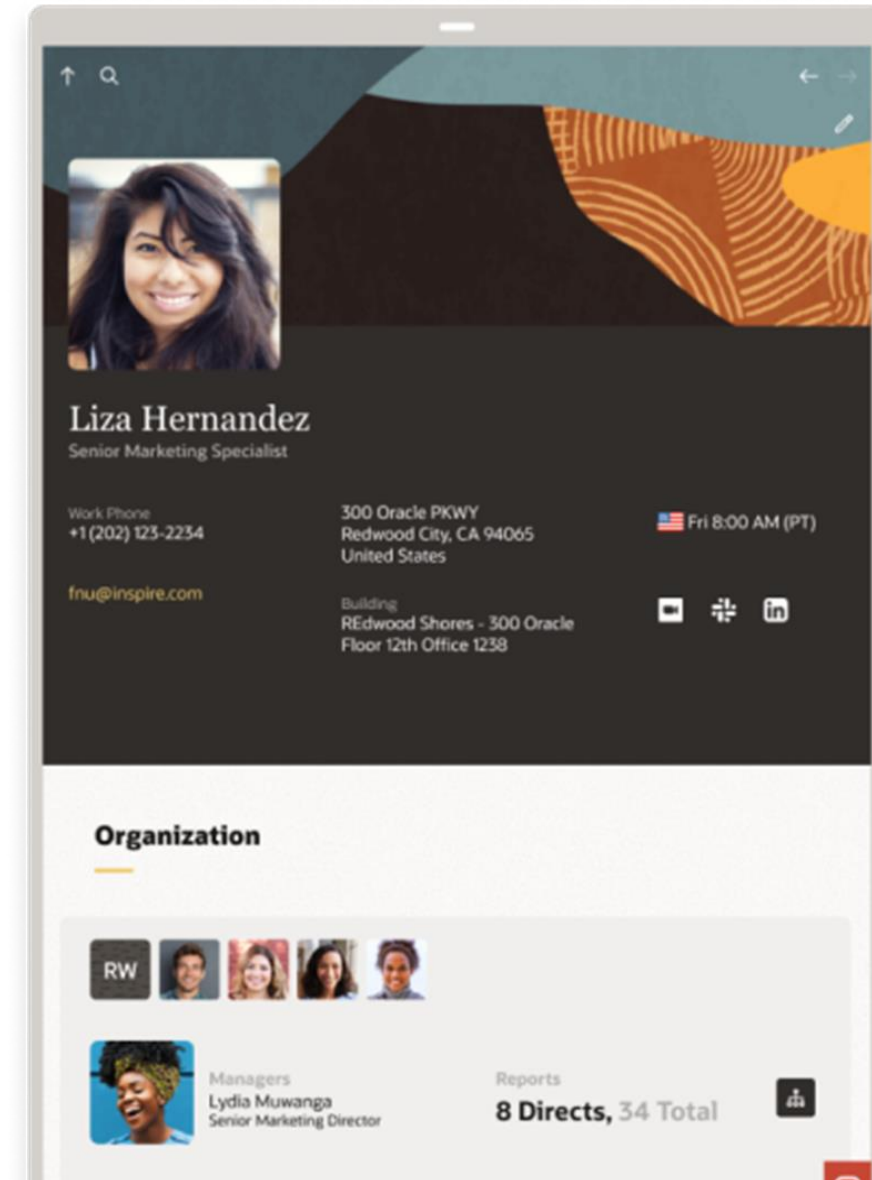 Liza Hernandez
Senior Marketing Specialist
Work Phone
+1 (202) 123-2234
fnu@inspire.com
300 Oracle PKWY
Redwood City, CA 94065
United States
Building
REdwood Shores - 300 Oracle
Floor 12th Office 1238
Fri 8:00 AM (PT)
in
Organization
RW
Managers
Lydia Muwanga
Senior Marketing Director
Reports
8 Directs, 34 Total